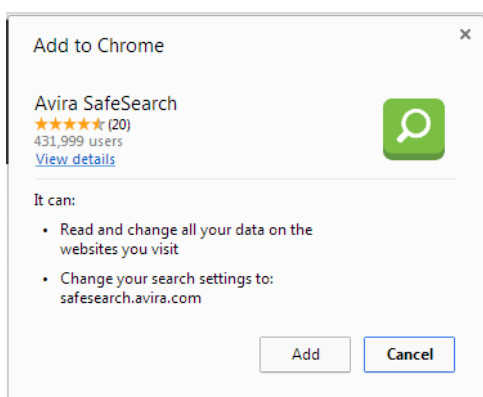 Add to Chrome
Avira SafeSearch
(20)
431,999 users
View details
It can:
• Read and change all your data on the
websites you visit
• Change your search settings to:
safesearch.avira.com
Add
Cancel